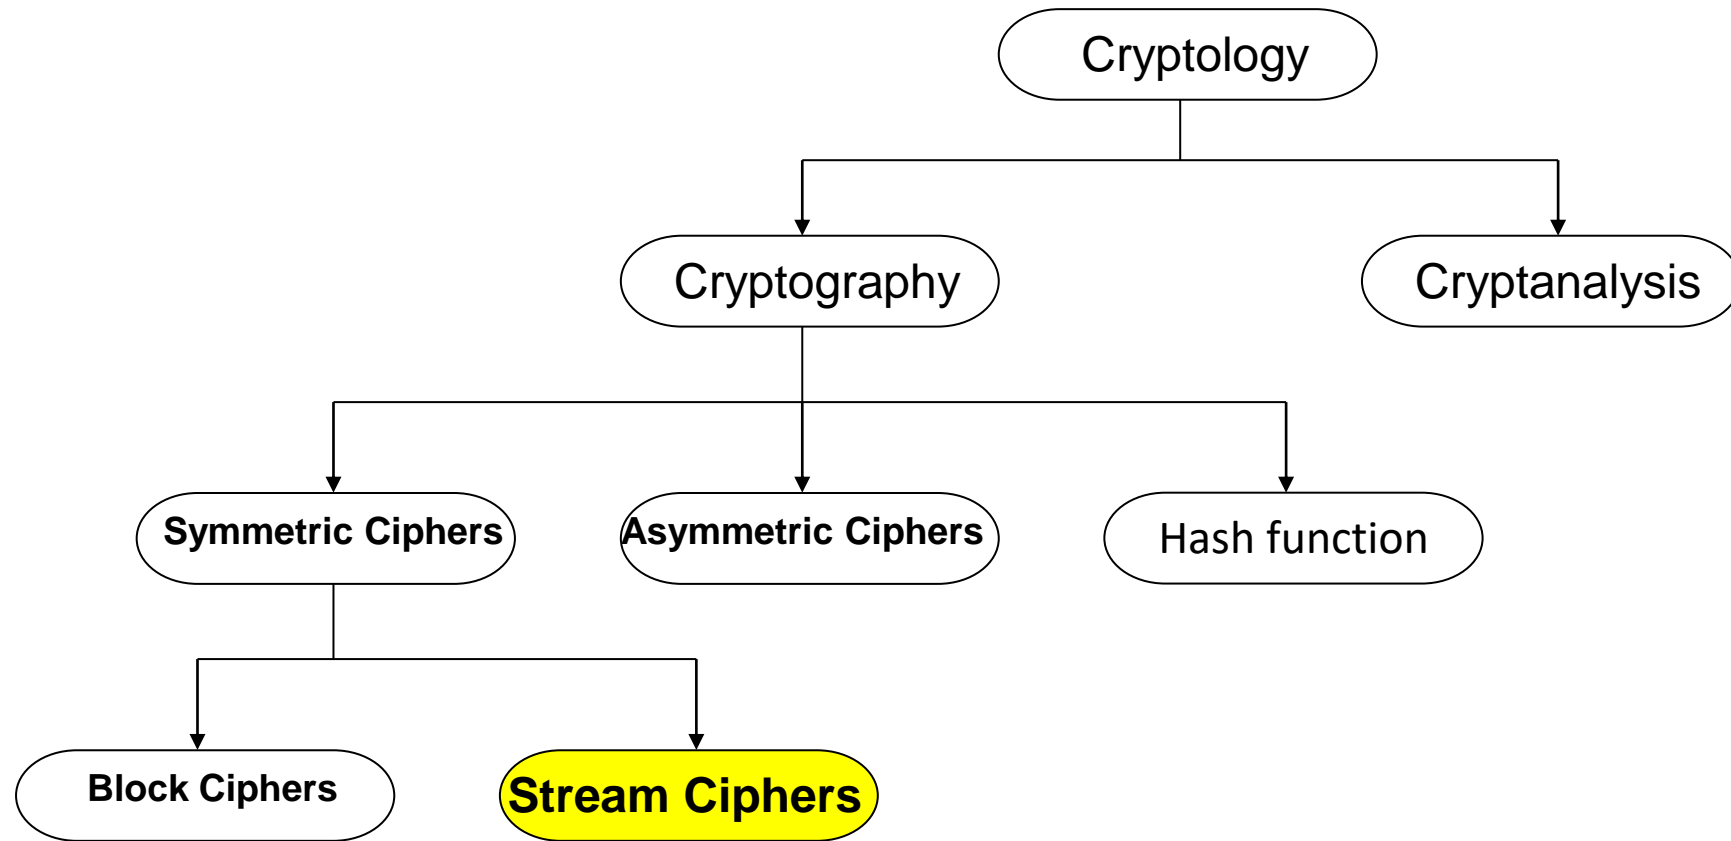 Cryptology
Cryptography
Cryptanalysis
Symmetric Ciphers
Asymmetric Ciphers
Hash function
Block Ciphers
Stream Ciphers